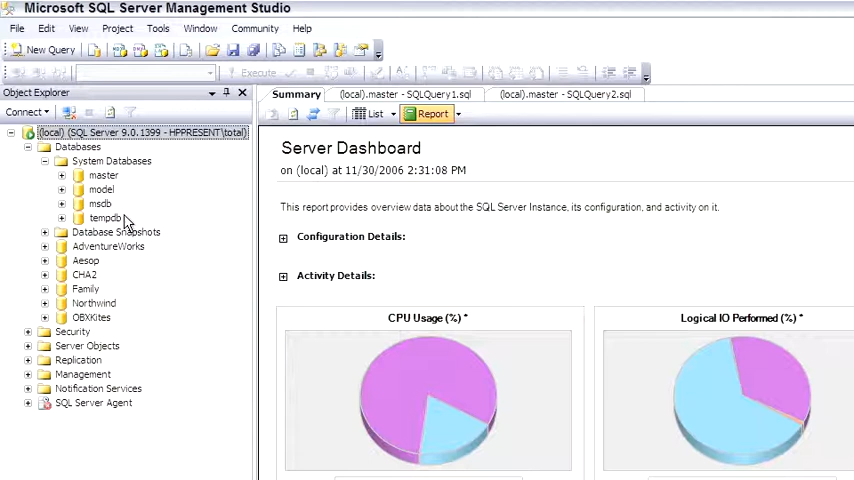 Microsoft SQL Server Management Studio
File Edit View Project Tools Window Community Help
New Query
Execute
Object Explorer
Summary (local).master - SQLQuery1.sql (local).master - SQLQuery2.sql
Connect
List Report
(local) (SQL Server 9.0.1399 - HPPRESENT\total)
Databases
System Databases
master
model
msdb
tempdb
Database Snapshots
AdventureWorks
Aesop
CHA2
Family
Northwind
OBXKites
Security
Server Objects
Replication
Management
Notification Services
SQL Server Agent
Server Dashboard
on (local) at 11/30/2006 2:31:08 PM
This report provides overview data about the SQL Server Instance, its configuration, and activity on it.
Configuration Details:
Activity Details:
CPU Usage (%) *
Logical IO Performed (%) *